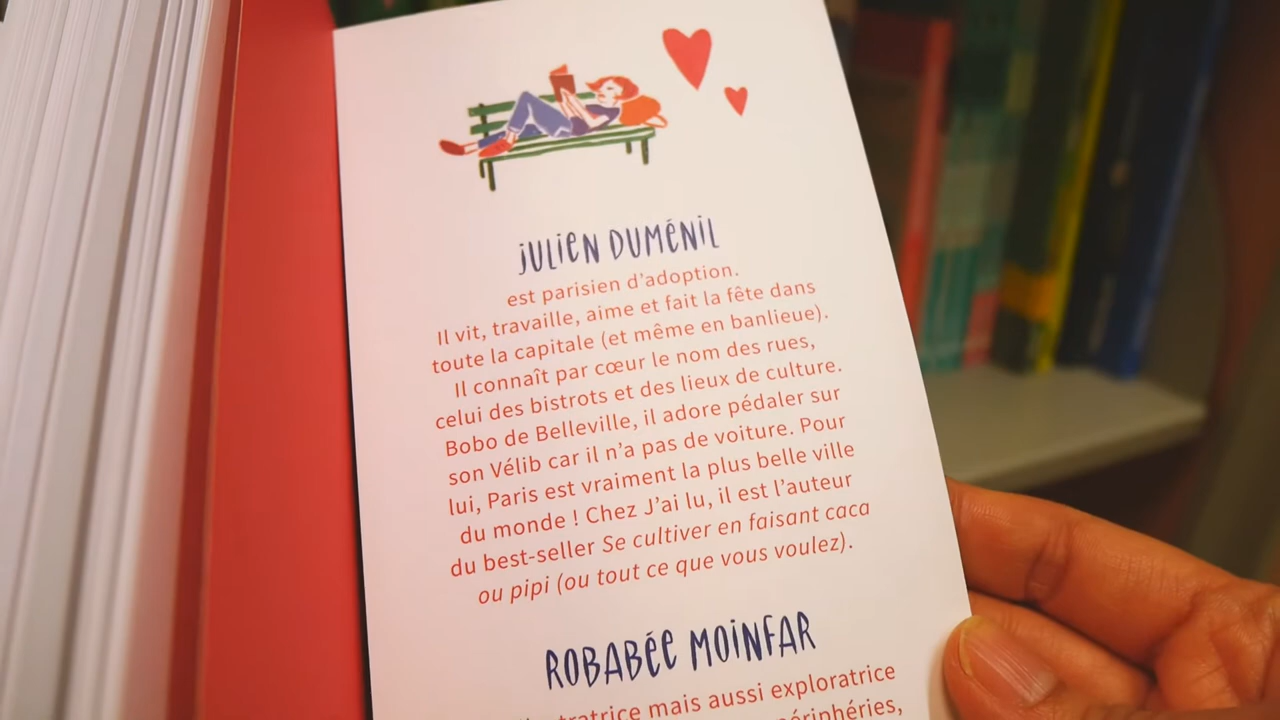 JULIEN DUMÉNIL
est parisien d'adoption.
Il vit, travaille, aime et fait la fête dans
toute la capitale (et même en banlieue).
Il connaît par cœur le nom des rues,
celui des bistrots et des lieux de culture.
Bobo de Belleville, il adore pédaler sur
son Vélib car il n'a pas de voiture. Pour
lui, Paris est vraiment la plus belle ville
du monde ! Chez J'ai lu, il est l'auteur
du best-seller Se cultiver en faisant caca
ou pipi (ou tout ce que vous voulez).
ROBABÉE MOINFAR
mais aussi exploratrice
périphéries,